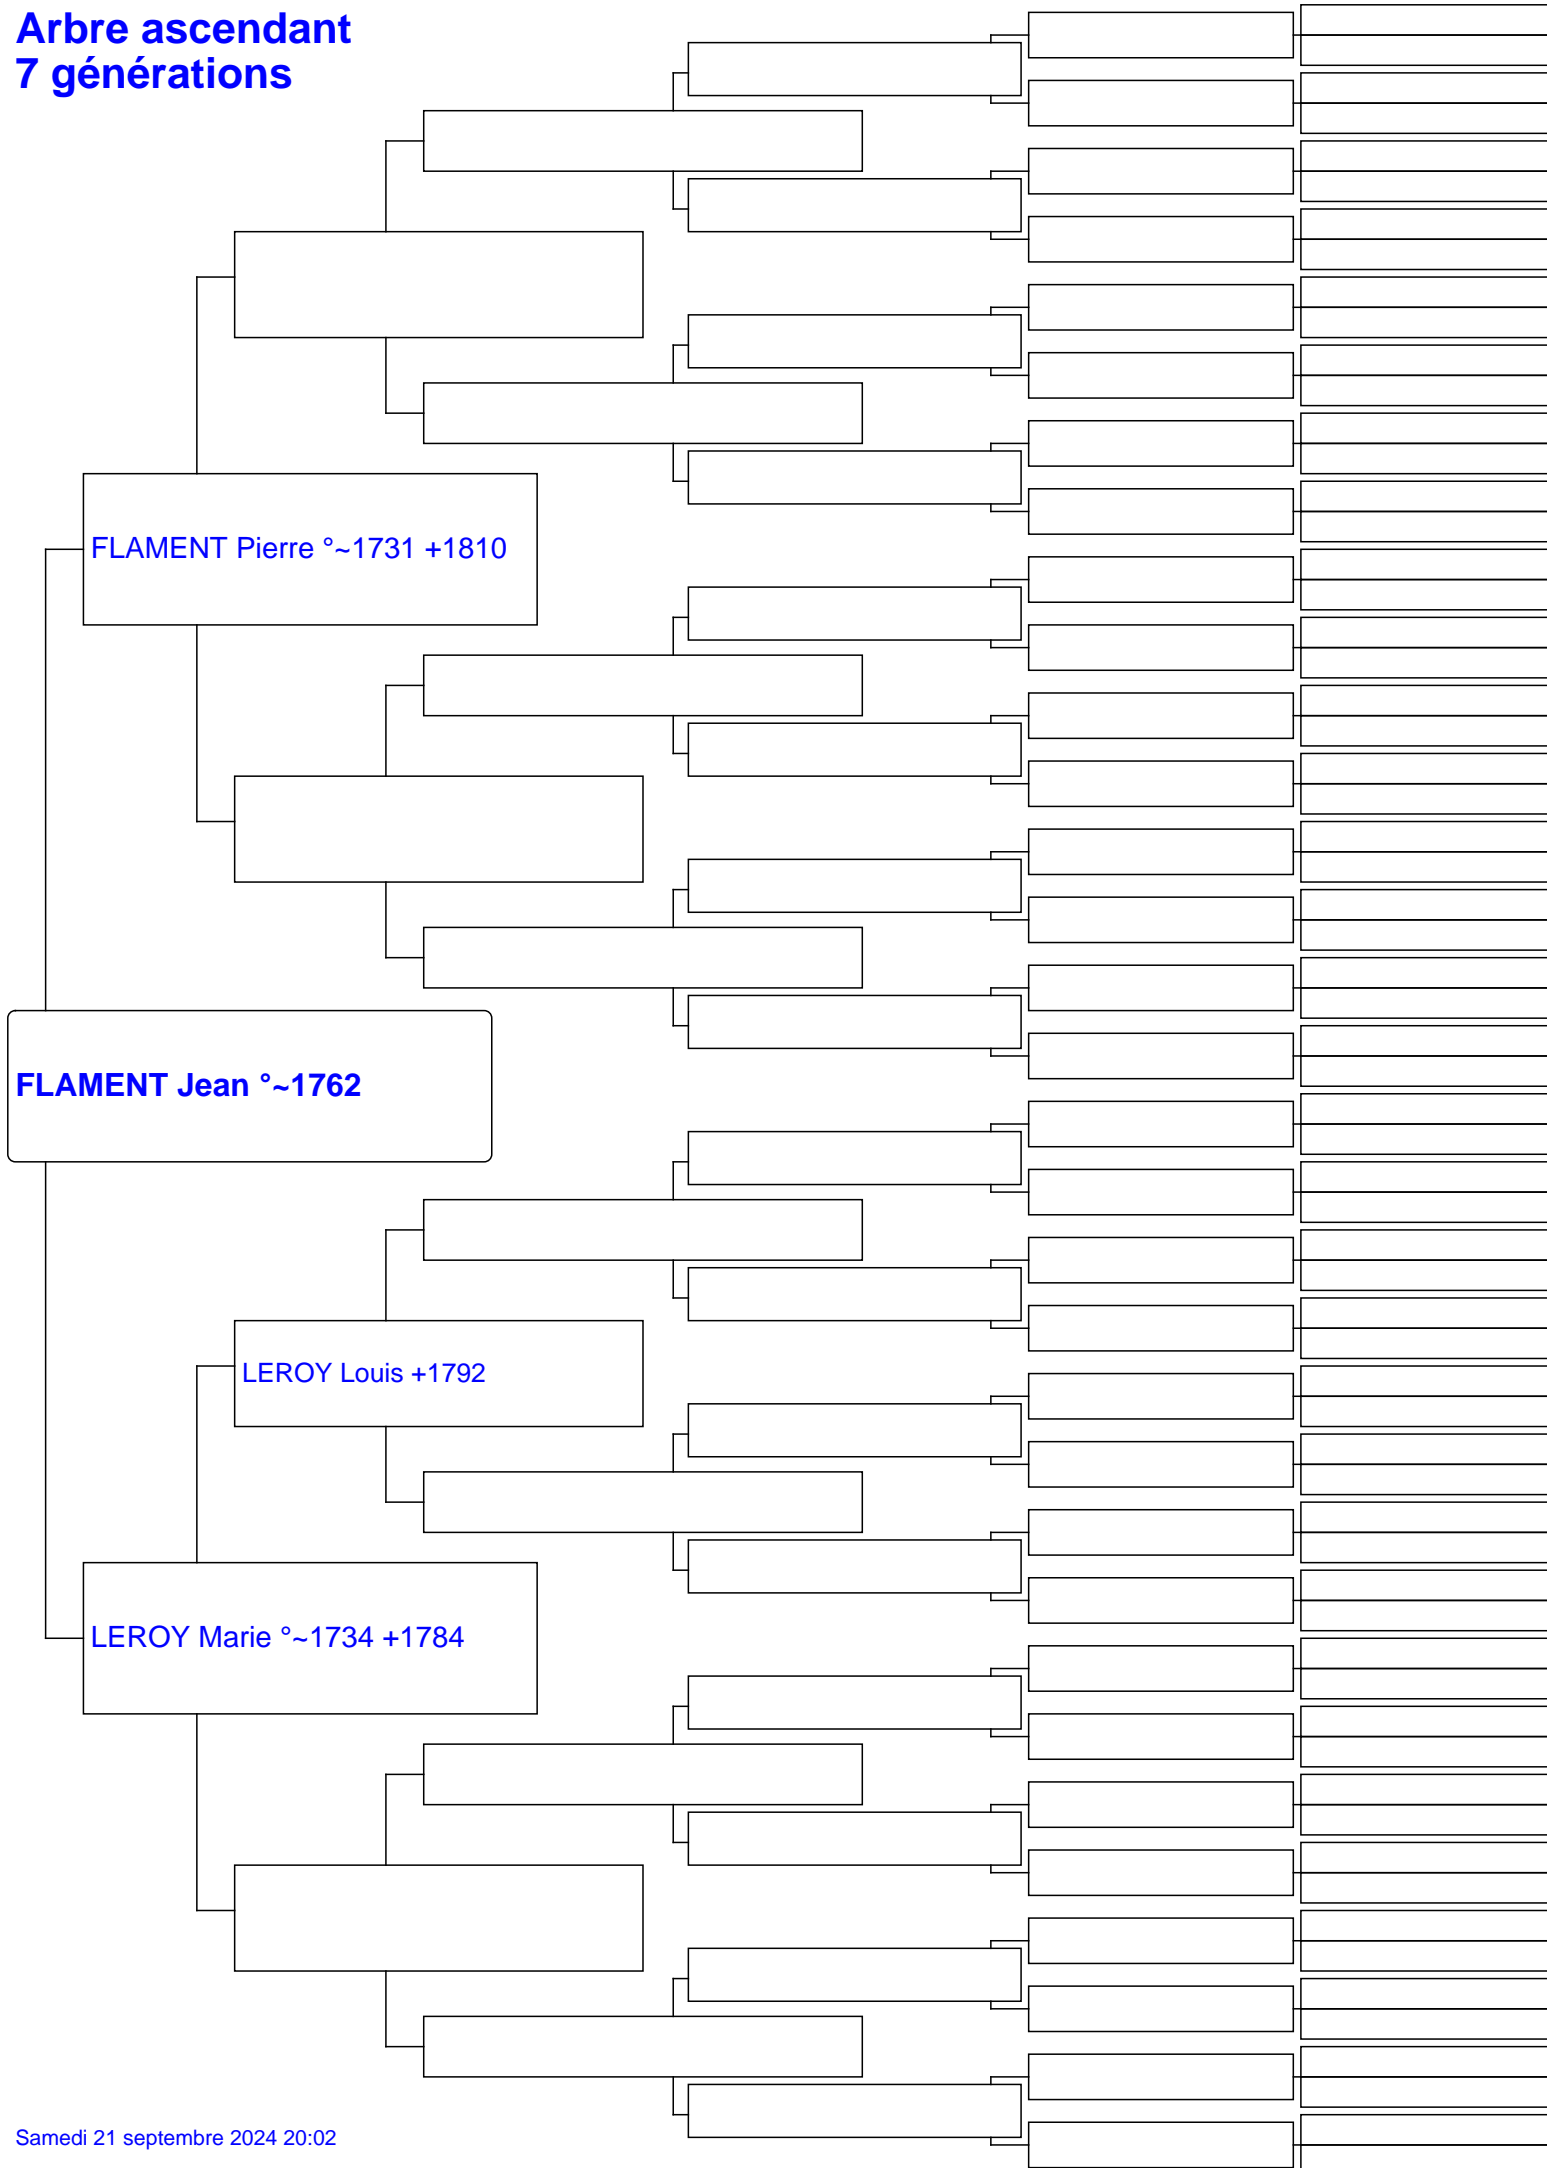 Arbre ascendant
7 générations
FLAMENT Pierre °~1731 +1810
FLAMENT Jean °~1762
LEROY Louis +1792
LEROY Marie °~1734 +1784
Samedi 21 septembre 2024 20:02